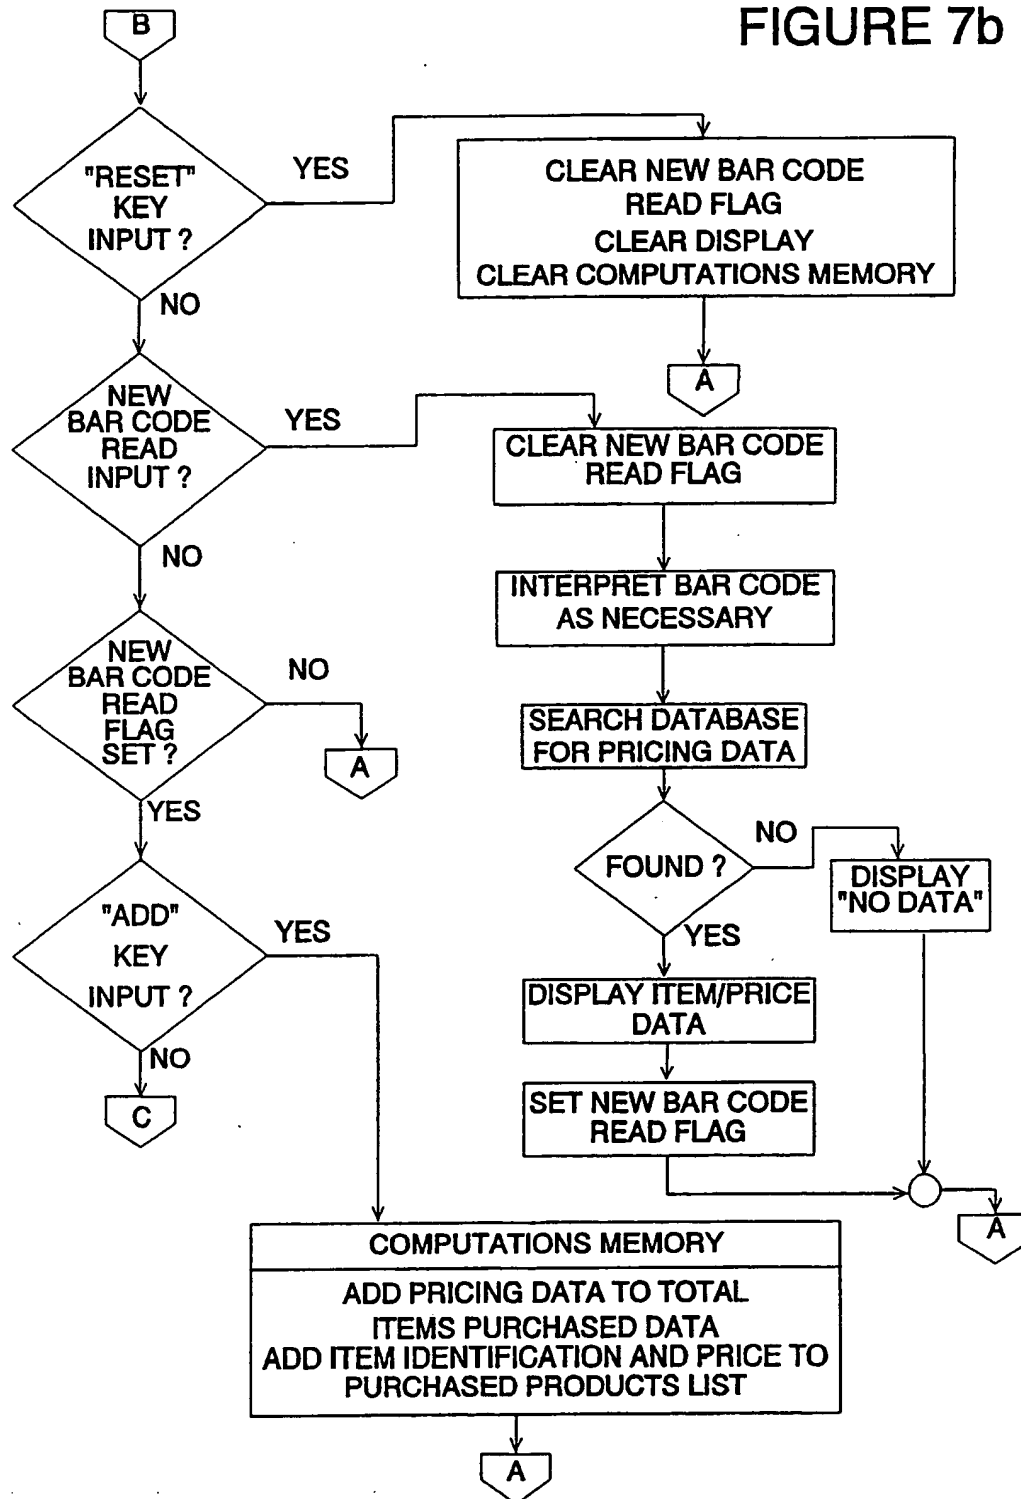 FIGURE 7b
B
"RESET"
KEY
INPUT ?
YES
NO
CLEAR NEW BAR CODE
READ FLAG
CLEAR DISPLAY
CLEAR COMPUTATIONS MEMORY
A
NEW
BAR CODE
READ
INPUT ?
YES
NO
CLEAR NEW BAR CODE
READ FLAG
INTERPRET BAR CODE
AS NECESSARY
SEARCH DATABASE
FOR PRICING DATA
FOUND ?
NO
DISPLAY
"NO DATA"
YES
DISPLAY ITEM/PRICE
DATA
SET NEW BAR CODE
READ FLAG
A
NEW
BAR CODE
READ
FLAG
SET ?
NO
A
YES
"ADD"
KEY
INPUT ?
YES
NO
C
COMPUTATIONS MEMORY
ADD PRICING DATA TO TOTAL
ITEMS PURCHASED DATA
ADD ITEM IDENTIFICATION AND PRICE TO
PURCHASED PRODUCTS LIST
A